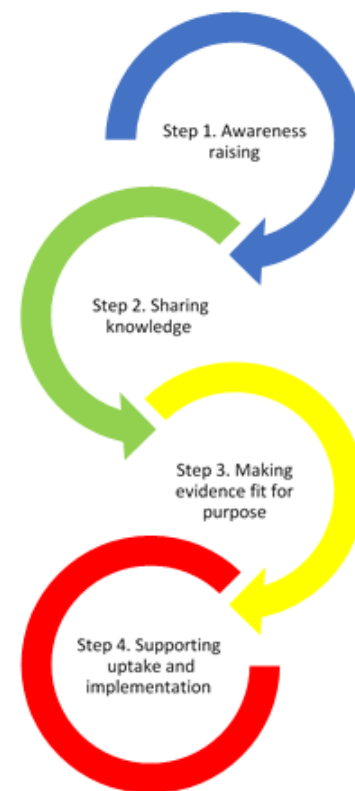 Step 1. Awareness
raising
Step 2. Sharing
knowledge
Step 3. Making
evidence fit for
purpose
Step 4. Supporting
uptake and
implementation